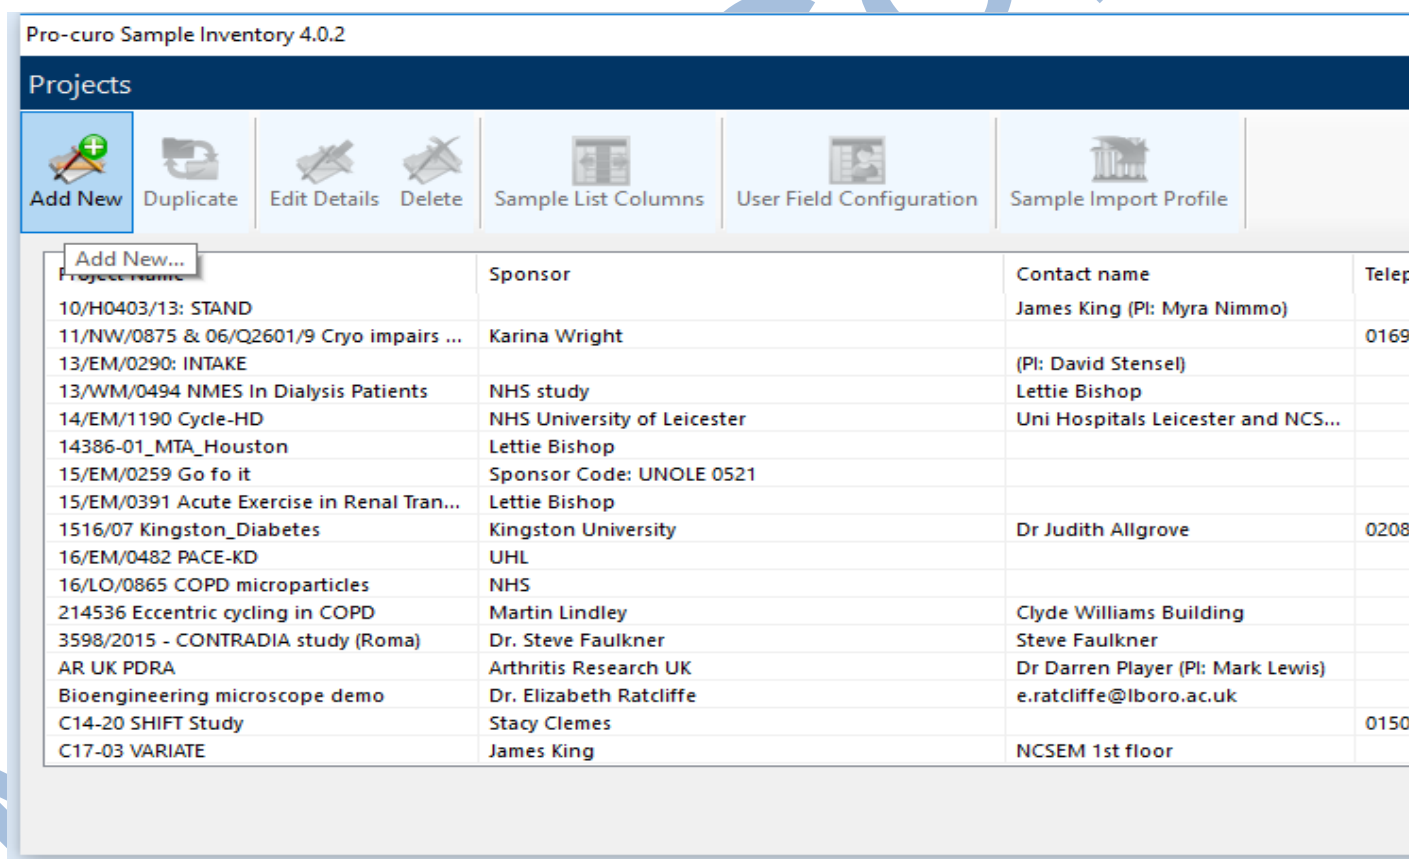 Pro-curo Sample Inventory 4.0.2
Projects
Add New Duplicate Edit Details Delete Sample List Columns User Field Configuration Sample Import Profile
Add New...
Project Name Sponsor Contact name Telep
10/H0403/13: STAND James King (PI: Myra Nimmo)
11/NW/0875 & 06/Q2601/9 Cryo impairs ... Karina Wright 0169
13/EM/0290: INTAKE (PI: David Stensel)
13/WM/0494 NMES In Dialysis Patients NHS study Lettie Bishop
14/EM/1190 Cycle-HD NHS University of Leicester Uni Hospitals Leicester and NCS...
14386-01_MTA_Houston Lettie Bishop
15/EM/0259 Go fo it Sponsor Code: UNOLE 0521
15/EM/0391 Acute Exercise in Renal Tran... Lettie Bishop
1516/07 Kingston_Diabetes Kingston University Dr Judith Allgrove 0208
16/EM/0482 PACE-KD UHL
16/LO/0865 COPD microparticles NHS
214536 Eccentric cycling in COPD Martin Lindley Clyde Williams Building
3598/2015 - CONTRADIA study (Roma) Dr. Steve Faulkner Steve Faulkner
AR UK PDRA Arthritis Research UK Dr Darren Player (PI: Mark Lewis)
Bioengineering microscope demo Dr. Elizabeth Ratcliffe e.ratcliffe@lboro.ac.uk
C14-20 SHIFT Study Stacy Clemes 0150
C17-03 VARIATE James King NCSEM 1st floor